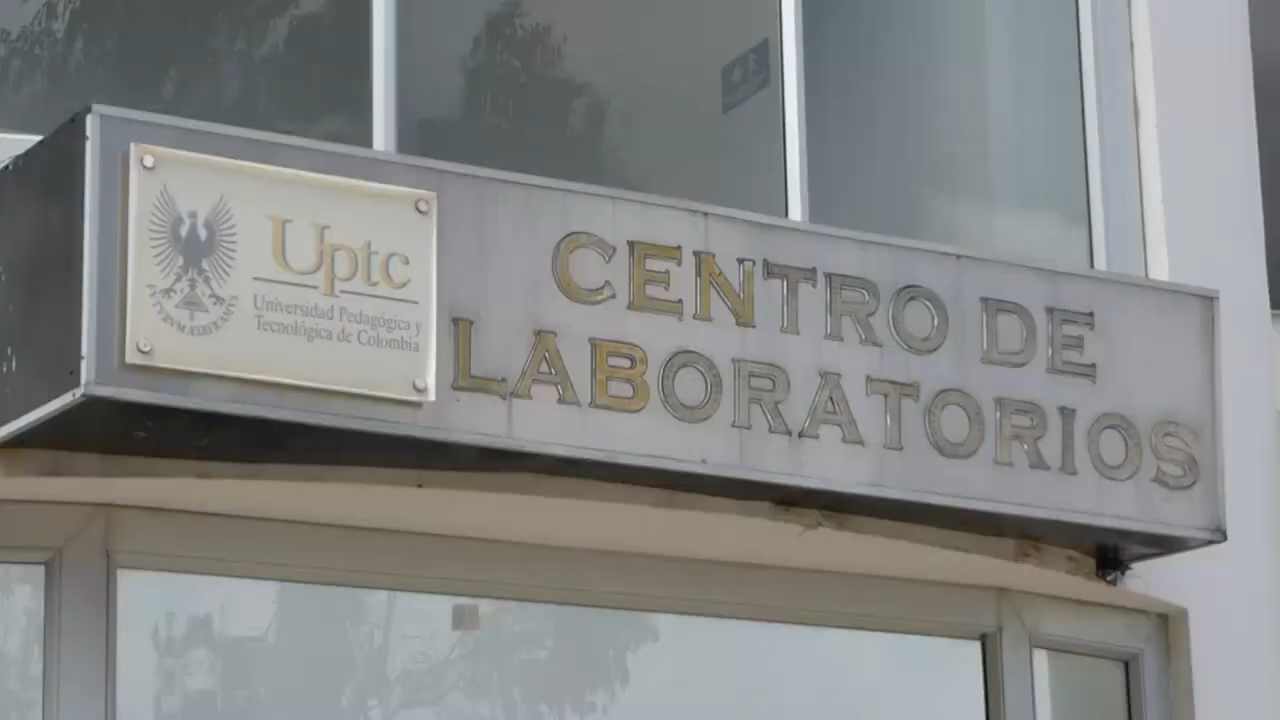 Uptc
Universidad Pedagógica y
Tecnológica de Colombia
CENTRO DE
LABORATORIOS